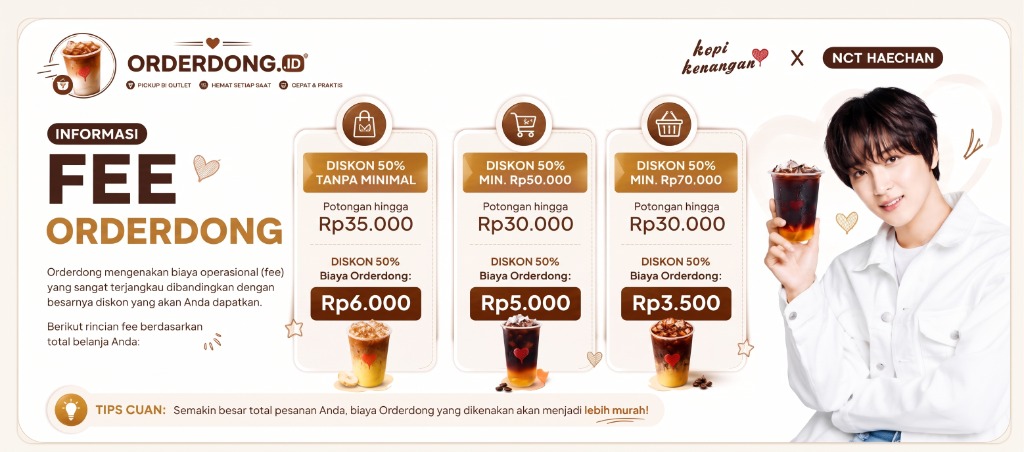 ORDERDONG.ID
PICKUP DI OUTLET
HEMAT SETIAP SAAT
CEPAT & PRAKTIS
kopi
kenangan
X
NCT HAECHAN
INFORMASI
FEE
ORDERDONG
Orderdong mengenakan biaya operasional (fee)
yang sangat terjangkau dibandingkan dengan
besarnya diskon yang akan Anda dapatkan.
Berikut rincian fee berdasarkan
total belanja Anda:
DISKON 50%
TANPA MINIMAL
Potongan hingga
Rp35.000
DISKON 50%
Biaya Orderdong:
Rp6.000
DISKON 50%
MIN. Rp50.000
Potongan hingga
Rp30.000
DISKON 50%
Biaya Orderdong:
Rp5.000
DISKON 50%
MIN. Rp70.000
Potongan hingga
Rp30.000
DISKON 50%
Biaya Orderdong:
Rp3.500
TIPS CUAN: Semakin besar total pesanan Anda, biaya Orderdong yang dikenakan akan menjadi lebih murah!